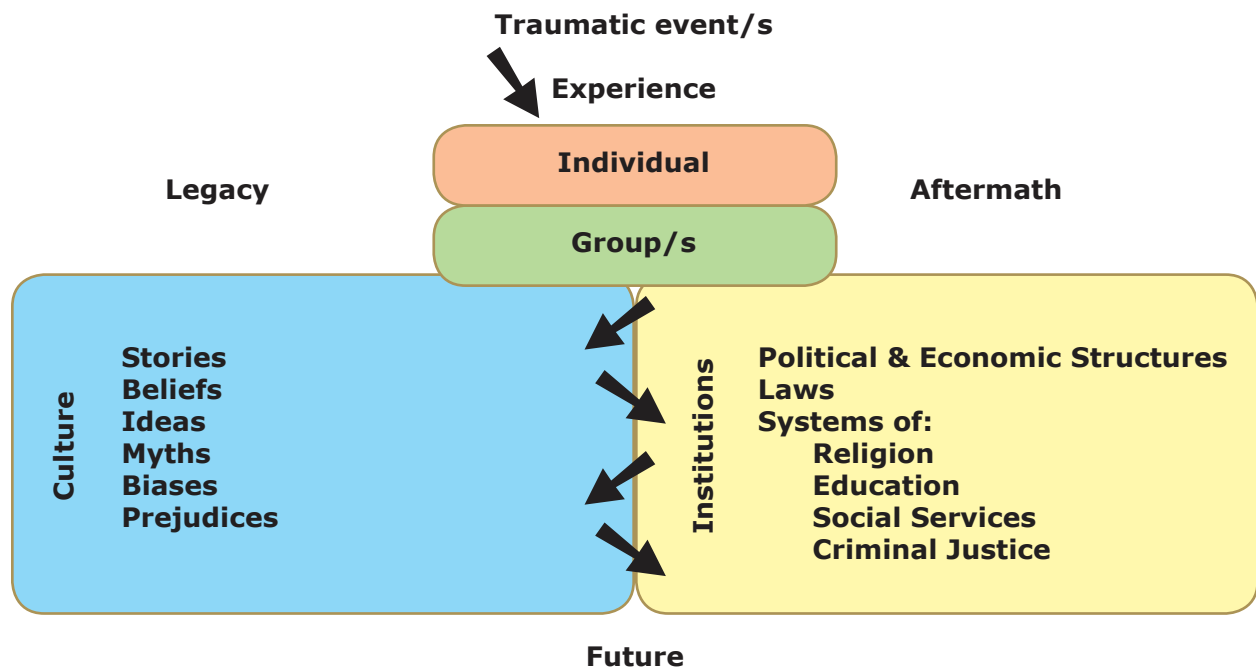 Traumatic event/s
Experience
Individual
Legacy
Aftermath
Group/s
Culture
Stories
Beliefs
Ideas
Myths
Biases
Prejudices
Institutions
Political & Economic Structures
Laws
Systems of:
Religion
Education
Social Services
Criminal Justice
Future